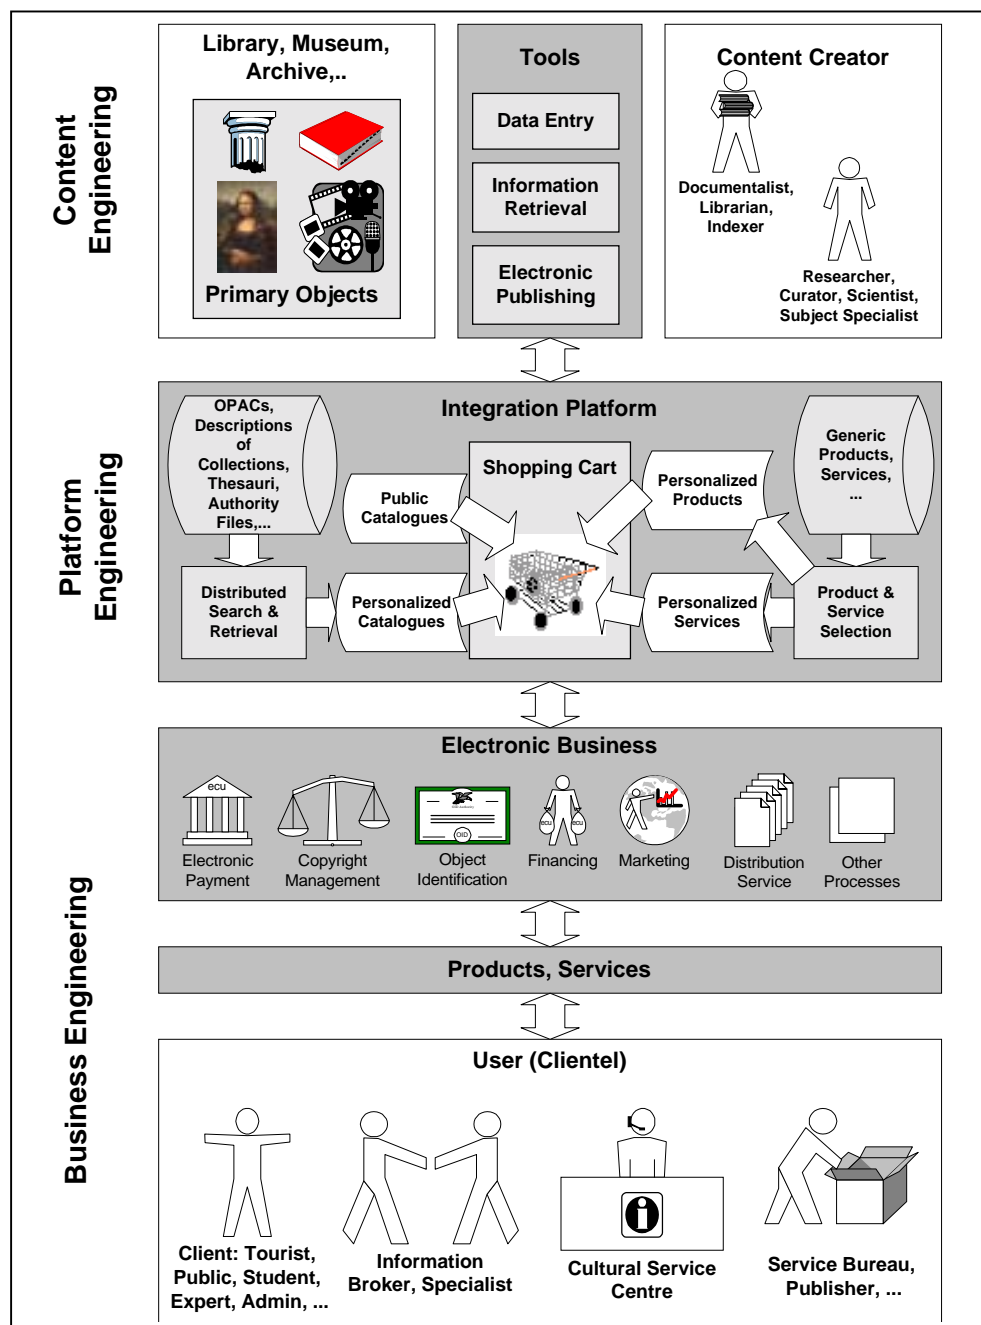 Content
Engineering
Library, Museum,
Archive,..
Primary Objects
Tools
Data Entry
Information
Retrieval
Electronic
Publishing
Content Creator
Documentalist,
Librarian,
Indexer
Researcher,
Curator, Scientist,
Subject Specialist
Platform
Engineering
Integration Platform
OPACs,
Descriptions
of
Collections,
Thesauri,
Authority
Files,...
Public
Catalogues
Shopping Cart
Personalized
Products
Generic
Products,
Services,
...
Distributed
Search &
Retrieval
Personalized
Catalogues
Personalized
Services
Product &
Service
Selection
Business Engineering
Electronic Business
ecu
Electronic
Payment
Copyright
Management
OID
Object
Identification
ecu
ecu
Financing
Marketing
Distribution
Service
Other
Processes
Products, Services
User (Clientel)
i
Client: Tourist,
Public, Student,
Expert, Admin, ...
Information
Broker, Specialist
Cultural Service
Centre
Service Bureau,
Publisher, ...